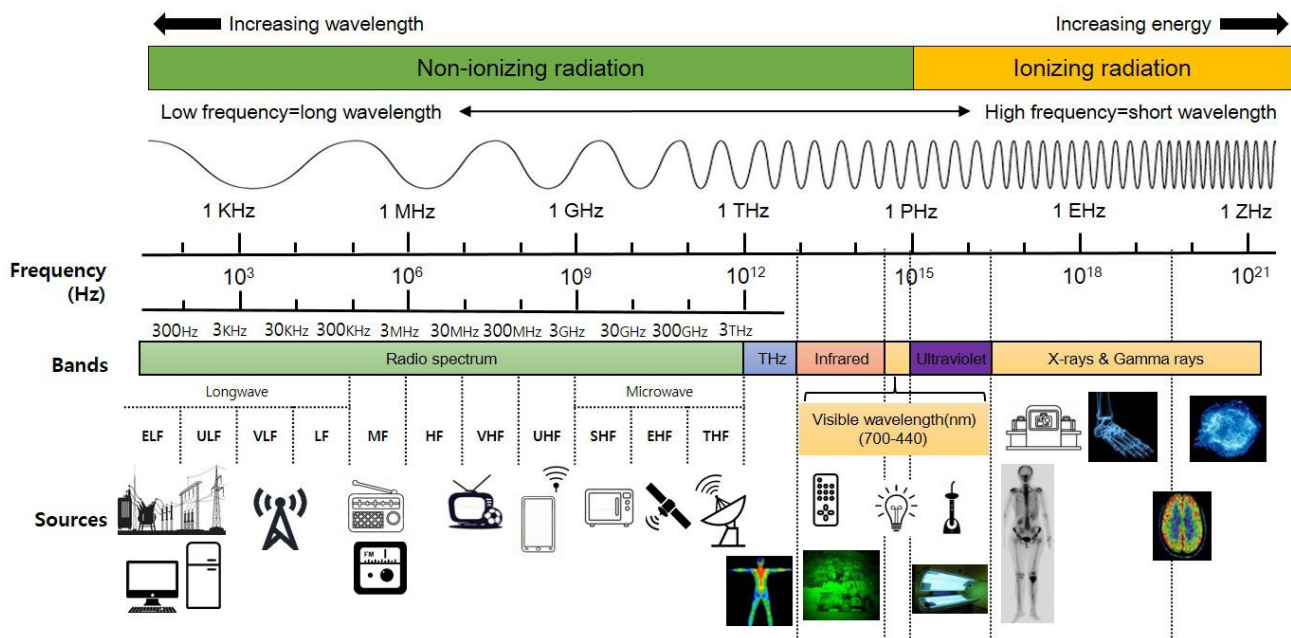 Increasing wavelength
Increasing energy
Non-ionizing radiation
Ionizing radiation
Low frequency=long wavelength
High frequency=short wavelength
1 KHz 1 MHz 1 GHz 1 THz 1 PHz 1 EHz 1 ZHz
Frequency
(Hz)
10³ 10⁶ 10⁹ 10¹² 10¹⁵ 10¹⁸ 10²¹
300Hz 3KHz 30KHz 300KHz 3MHz 30MHz 300MHz 3GHz 30GHz 300GHz 3THz
Bands
Radio spectrum THz Infrared Ultraviolet X-rays & Gamma rays
Longwave Microwave
ELF ULF VLF LF MF HF VHF UHF SHF EHF THF
Visible wavelength(nm)
(700-440)
Sources
FM